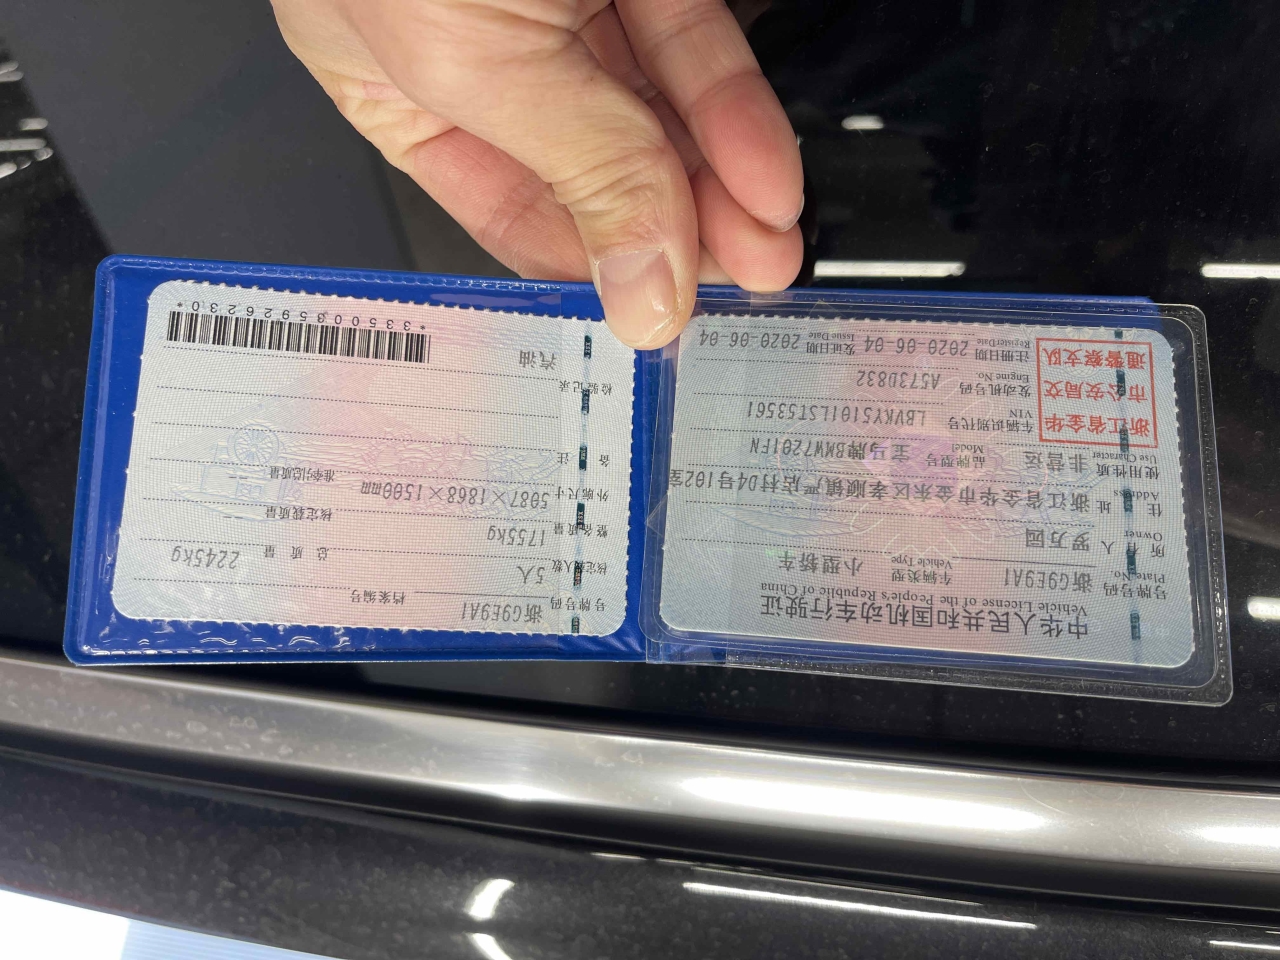 中华人民共和国机动车行驶证
Vehicle License of the People's Republic of China
号牌号码 浙G9E9A1 车辆类型 小型轿车
Plate No. Vehicle Type
所有人 罗万园
Owner
住址 浙江省金华市金东区孝顺镇严店村D4号102室
Address
使用性质 非营运 品牌型号 宝马牌BMW7201FN
Use Character Model
浙江省金华
市公安局交
通警察支队
车辆识别代号 LBVKY5101LST53561
VIN
发动机号码 A573D832
Engine No.
注册日期 2020-06-04 发证日期 2020-06-04
Register Date Issue Date
号牌号码 浙G9E9A1 档案编号
核定载人数 5人 总质量 2245kg
整备质量 1755kg 核定载质量 --
外廓尺寸 5087×1868×1500mm 准牵引总质量 --
备注
检验记录
汽油
*3350035926230*